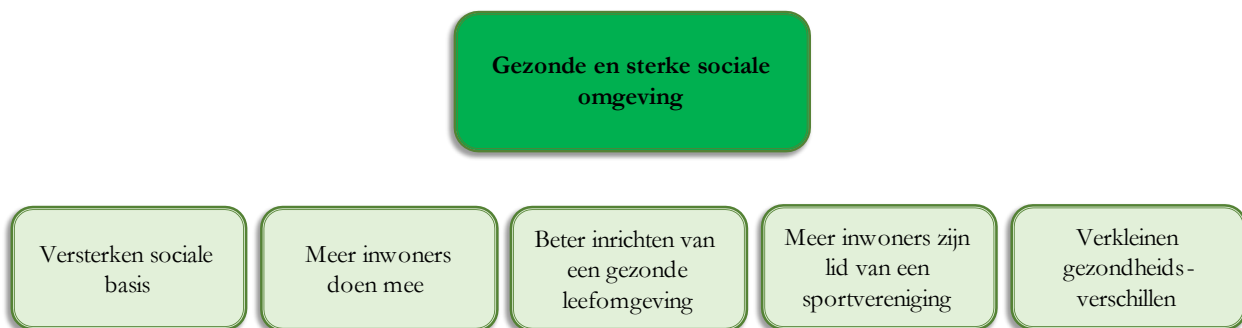 Gezonde en sterke sociale
omgeving
Versterken sociale
basis
Meer inwoners
doen mee
Beter inrichten van
een gezonde
leefomgeving
Meer inwoners zijn
lid van een
sportvereniging
Verkleinen
gezondheids-
verschillen